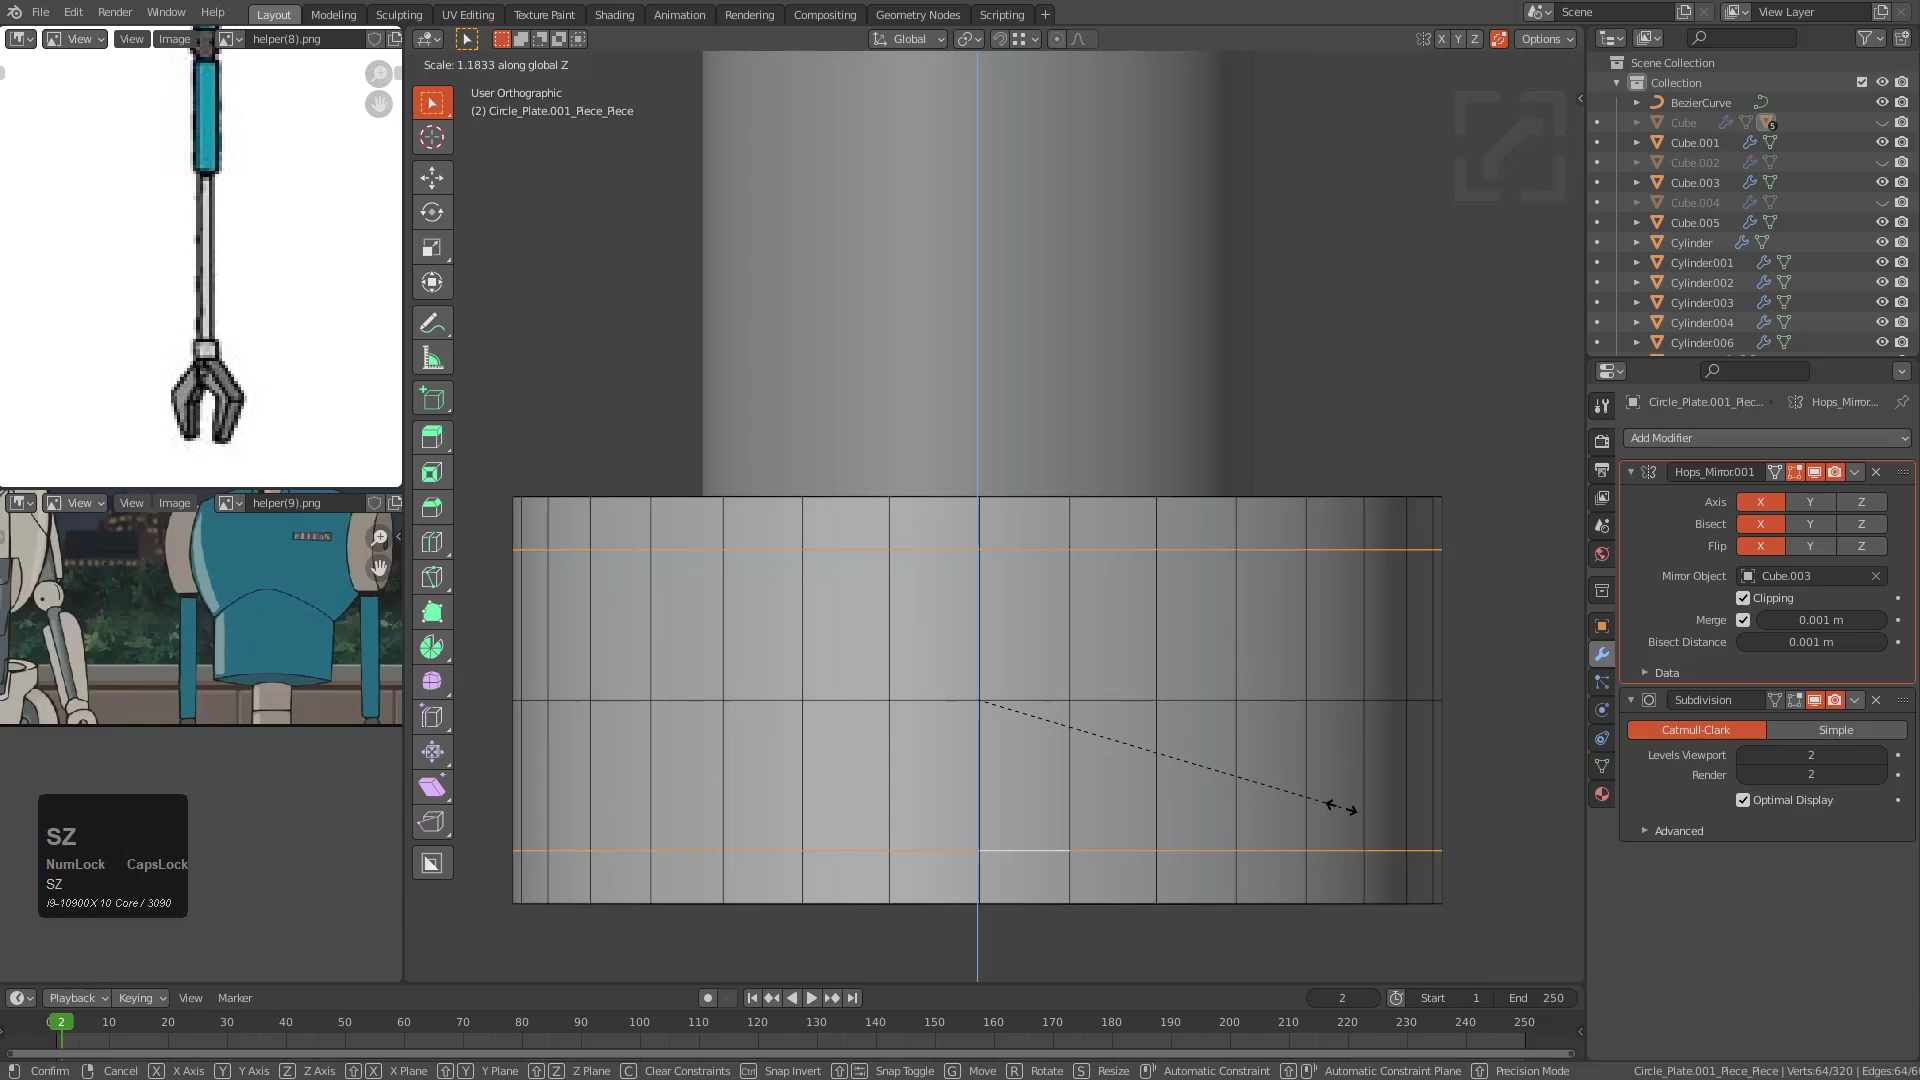 File Edit Render Window Help
Layout Modeling Sculpting UV Editing Texture Paint Shading Animation Rendering Compositing Geometry Nodes Scripting +
Scene
View Layer
View View Image helper(8).png
Global
X Y Z
Options
Scale: 1.1833 along global Z
User Orthographic
(2) Circle_Plate.001_Piece_Piece
Scene Collection
Collection
BezierCurve
Cube
5
Cube.001
Cube.002
Cube.003
Cube.004
Cube.005
Cylinder
Cylinder.001
Cylinder.002
Cylinder.003
Cylinder.004
Cylinder.006
Circle_Plate.001_Piec... Hops_Mirror....
Add Modifier
Hops_Mirror.001
Axis X Y Z
Bisect X Y Z
Flip X Y Z
Mirror Object Cube.003
Clipping
Merge 0.001 m
Bisect Distance 0.001 m
Data
Subdivision
Catmull-Clark Simple
Levels Viewport 2
Render 2
Optimal Display
Advanced
View View Image helper(9).png
SZ
NumLock CapsLock
SZ
i9-10900X 10 Core / 3090
Playback Keying View Marker
2
Start 1
End 250
0 2 10 20 30 40 50 60 70 80 90 100 110 120 130 140 150 160 170 180 190 200 210 220 230 240 250
Confirm Cancel X X Axis Y Y Axis Z Z Axis X X Plane Y Y Plane Z Z Plane C Clear Constraints Ctrl Snap Invert Snap Toggle G Move R Rotate S Resize Automatic Constraint Automatic Constraint Plane Precision Mode
Circle_Plate.001_Piece_Piece | Verts:64/320 | Edges:64/6